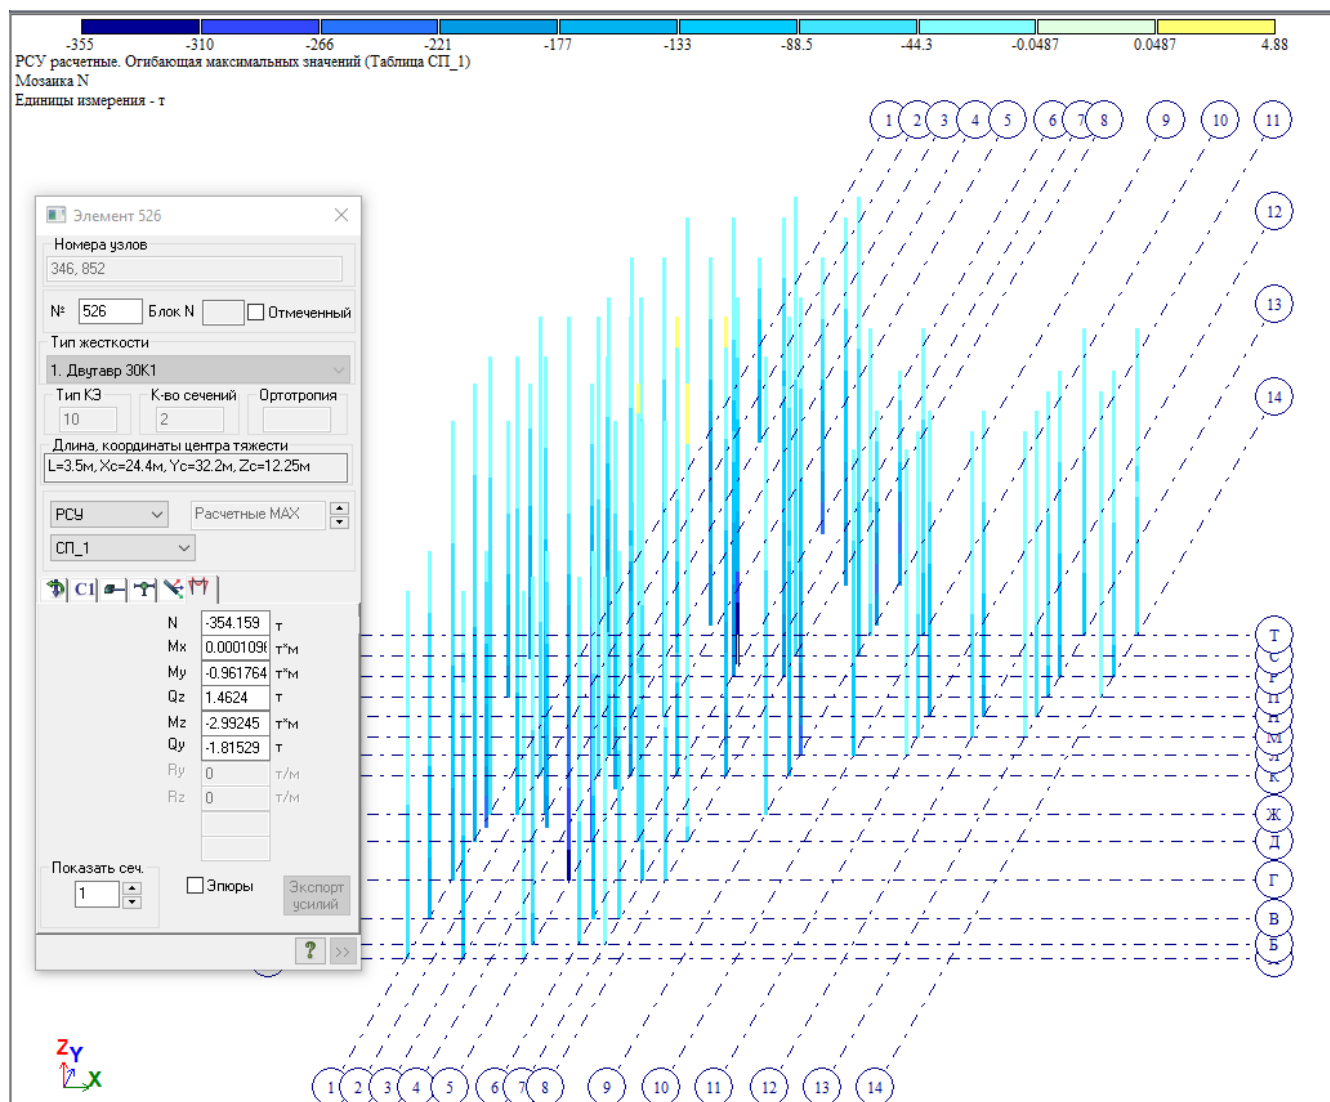 -355 -310 -266 -221 -177 -133 -88.5 -44.3 -0.0487 0.0487 4.88
РСУ расчетные. Огибающая максимальных значений (Таблица СП_1)
Мозаика N
Единицы измерения - т
1 2 3 4 5 6 7 8 9 10 11
12
13
14
Элемент 526
Номера узлов
346, 852
№ 526 Блок N Отмеченный
Тип жесткости
1. Двутавр 30К1
Тип КЭ К-во сечений Ортотропия
10 2
Длина, координаты центра тяжести
L=3.5м, Xc=24.4м, Yc=32.2м, Zc=12.25м
РСУ Расчетные MAX
СП_1
C1
N -354.159 т
Mx 0.000109 т*м
My -0.961764 т*м
Qz 1.4624 т
Mz -2.99245 т*м
Qy -1.81529 т
Ry 0 т/м
Rz 0 т/м
Показать сеч.
1 Эпюры Экспорт
усилий
? >>
Т
С
Р
П
Н
М
Л
К
Ж
Д
Г
В
Б
Z Y X
1 2 3 4 5 6 7 8 9 10 11 12 13 14